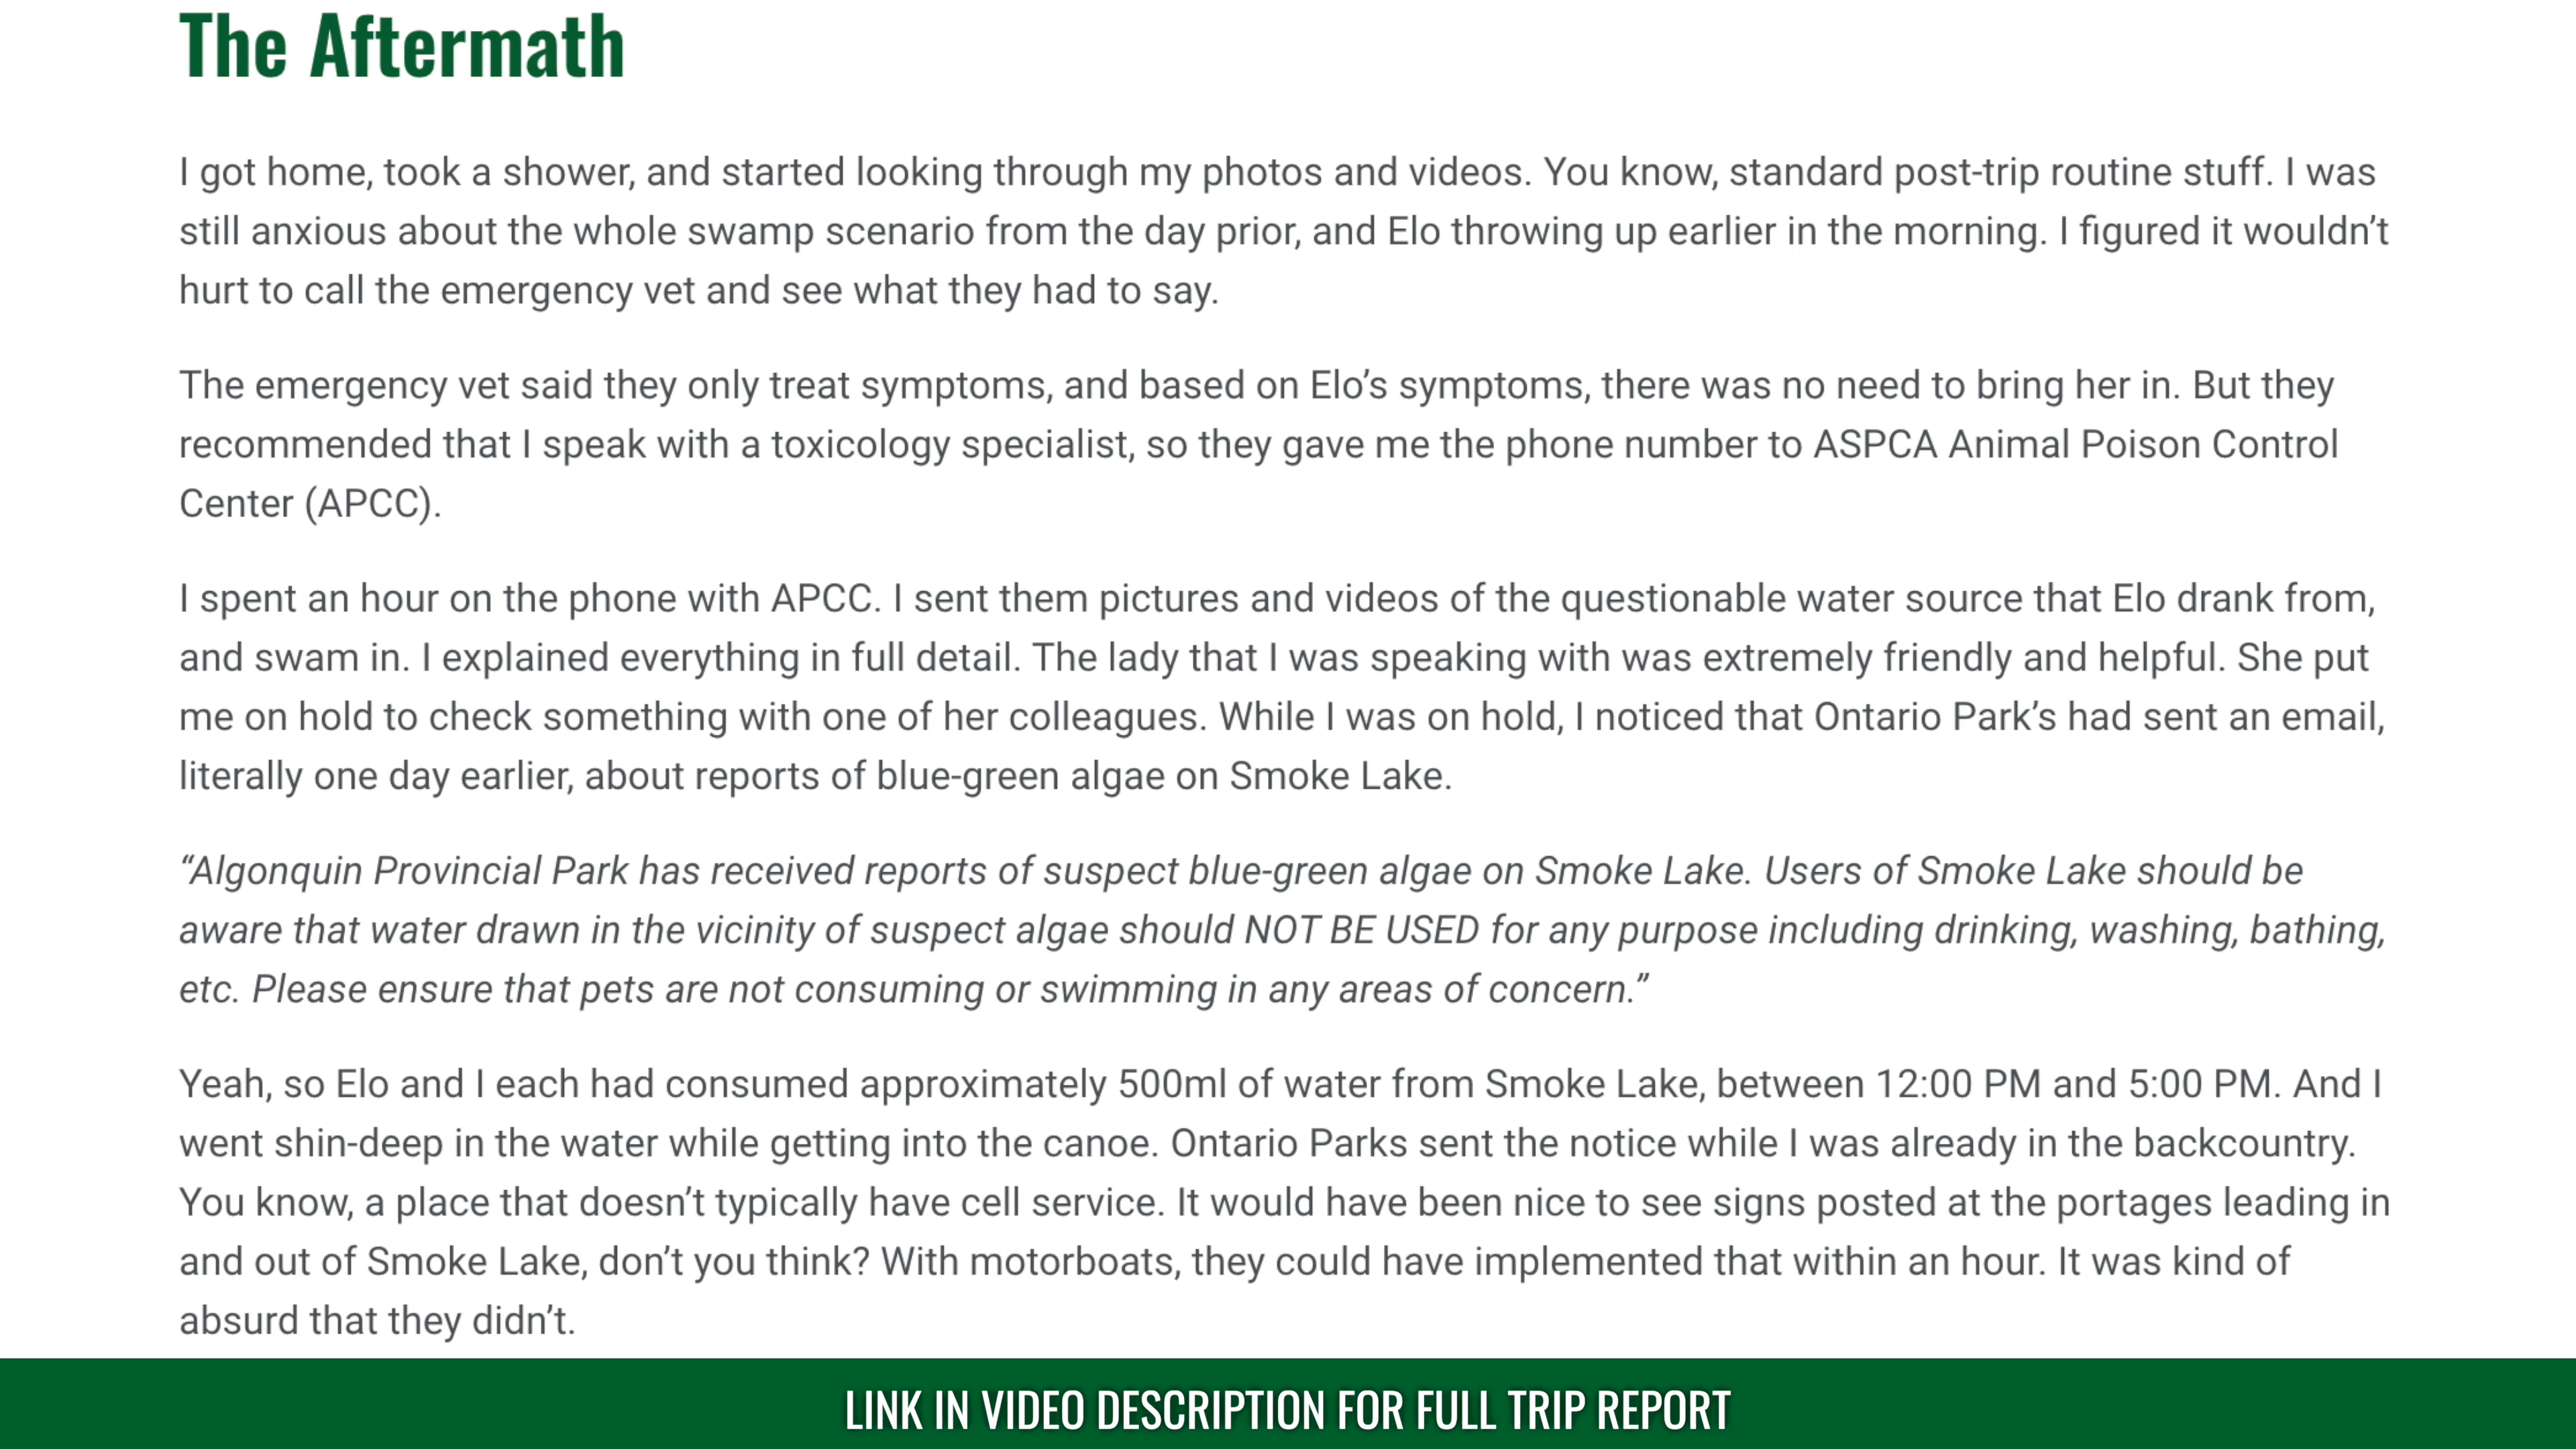 The Aftermath
I got home, took a shower, and started looking through my photos and videos. You know, standard post-trip routine stuff. I was
still anxious about the whole swamp scenario from the day prior, and Elo throwing up earlier in the morning. I figured it wouldn’t
hurt to call the emergency vet and see what they had to say.
The emergency vet said they only treat symptoms, and based on Elo’s symptoms, there was no need to bring her in. But they
recommended that I speak with a toxicology specialist, so they gave me the phone number to ASPCA Animal Poison Control
Center (APCC).
I spent an hour on the phone with APCC. I sent them pictures and videos of the questionable water source that Elo drank from,
and swam in. I explained everything in full detail. The lady that I was speaking with was extremely friendly and helpful. She put
me on hold to check something with one of her colleagues. While I was on hold, I noticed that Ontario Park’s had sent an email,
literally one day earlier, about reports of blue-green algae on Smoke Lake.
“Algonquin Provincial Park has received reports of suspect blue-green algae on Smoke Lake. Users of Smoke Lake should be
aware that water drawn in the vicinity of suspect algae should NOT BE USED for any purpose including drinking, washing, bathing,
etc. Please ensure that pets are not consuming or swimming in any areas of concern.”
Yeah, so Elo and I each had consumed approximately 500ml of water from Smoke Lake, between 12:00 PM and 5:00 PM. And I
went shin-deep in the water while getting into the canoe. Ontario Parks sent the notice while I was already in the backcountry.
You know, a place that doesn’t typically have cell service. It would have been nice to see signs posted at the portages leading in
and out of Smoke Lake, don’t you think? With motorboats, they could have implemented that within an hour. It was kind of
absurd that they didn’t.
LINK IN VIDEO DESCRIPTION FOR FULL TRIP REPORT